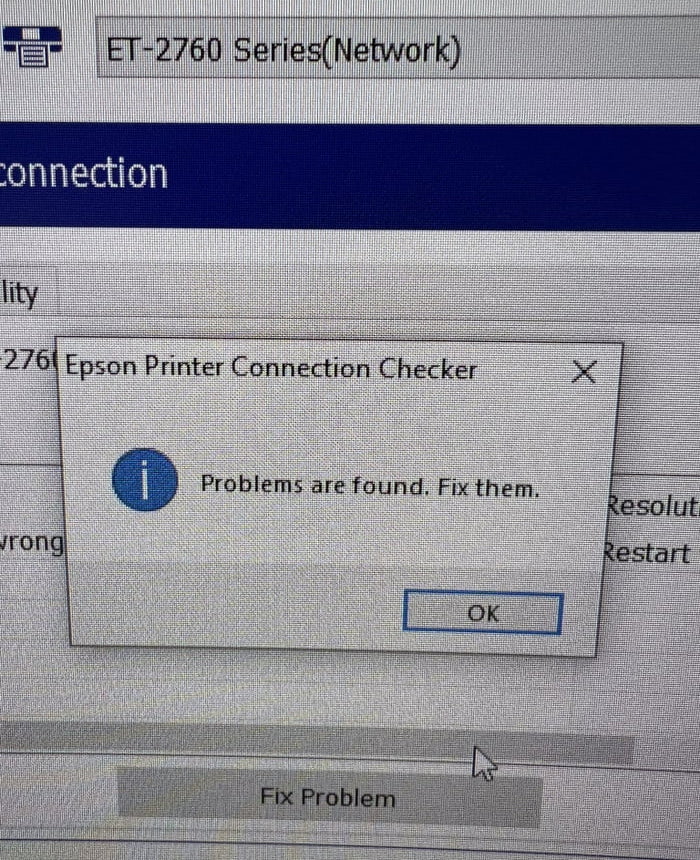 ET-2760 Series(Network)
connection
lity
-276
Epson Printer Connection Checker
Problems are found. Fix them.
Resolut
wrong
Restart
OK
Fix Problem